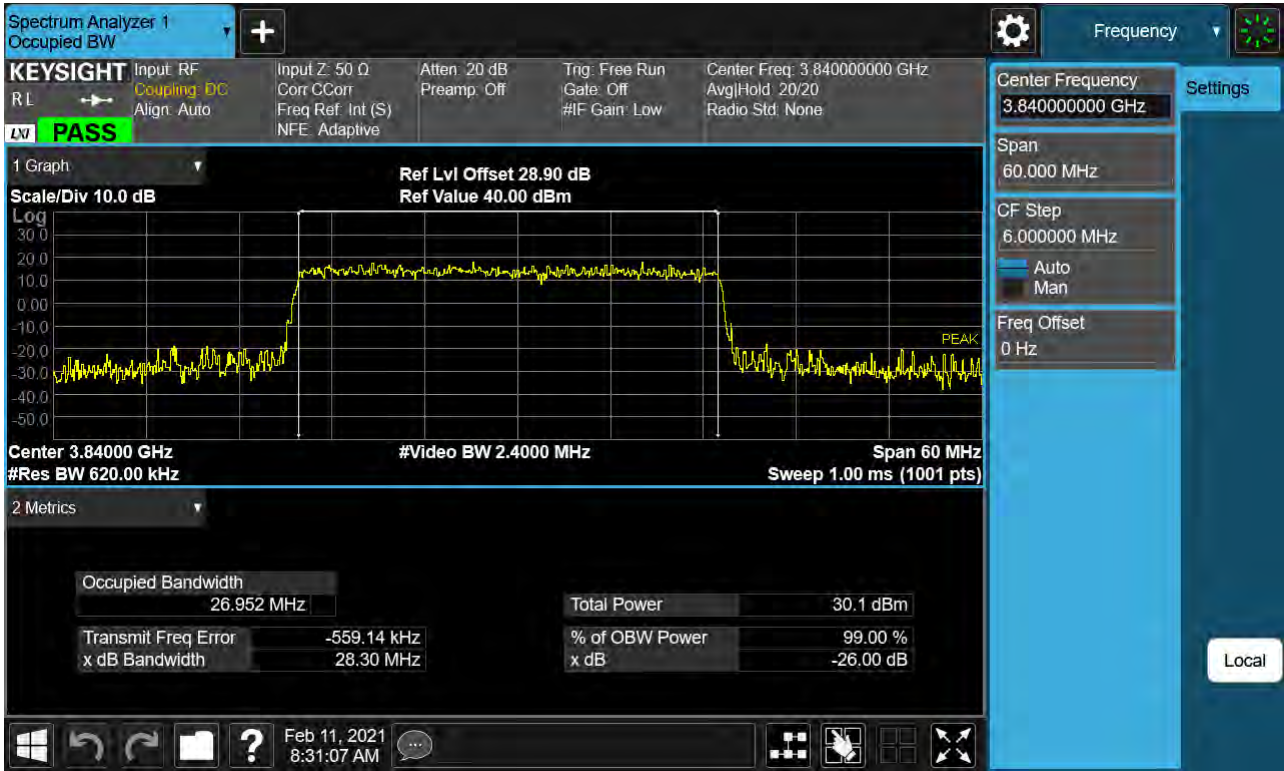 Spectrum Analyzer 1
Occupied BW
+
Frequency
KEYSIGHT
RL
LXI PASS
Input: RF
Coupling: DC
Align: Auto
Input Z: 50 Ω
Corr CCorr
Freq Ref: Int (S)
NFE: Adaptive
Atten: 20 dB
Preamp: Off
Trig: Free Run
Gate: Off
#IF Gain: Low
Center Freq: 3.840000000 GHz
Avg|Hold: 20/20
Radio Std: None
Center Frequency
3.840000000 GHz
Settings
Span
60.000 MHz
CF Step
6.000000 MHz
Auto
Man
Freq Offset
0 Hz
Local
1 Graph
Scale/Div 10.0 dB
Ref Lvl Offset 28.90 dB
Ref Value 40.00 dBm
Log
30.0
20.0
10.0
0.00
-10.0
-20.0
-30.0
-40.0
-50.0
PEAK
Center 3.84000 GHz
#Video BW 2.4000 MHz
Span 60 MHz
#Res BW 620.00 kHz
Sweep 1.00 ms (1001 pts)
2 Metrics
Occupied Bandwidth
26.952 MHz
Total Power 30.1 dBm
Transmit Freq Error -559.14 kHz
% of OBW Power 99.00 %
x dB Bandwidth 28.30 MHz
x dB -26.00 dB
?
Feb 11, 2021
8:31:07 AM